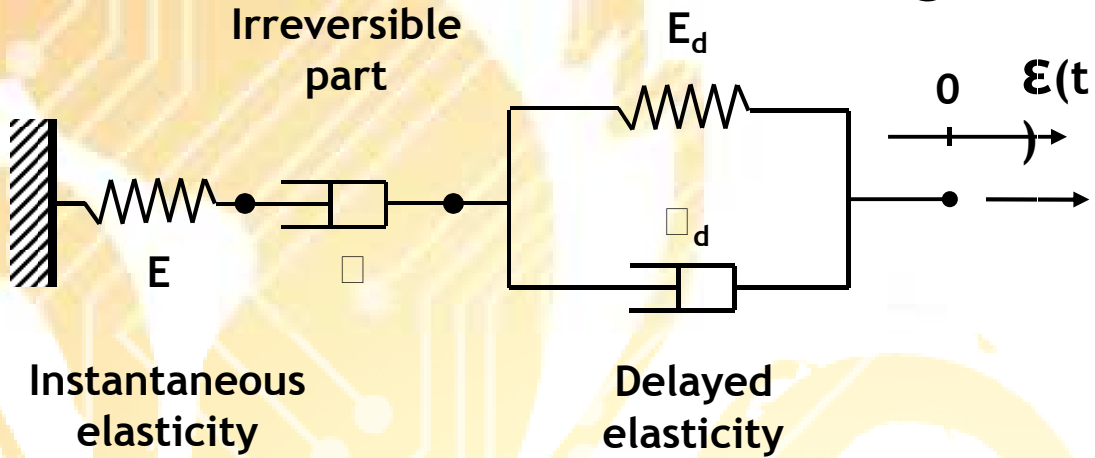 Irreversible
part
E_d
0
ε(t
)
E
□
□_d
Instantaneous
elasticity
Delayed
elasticity